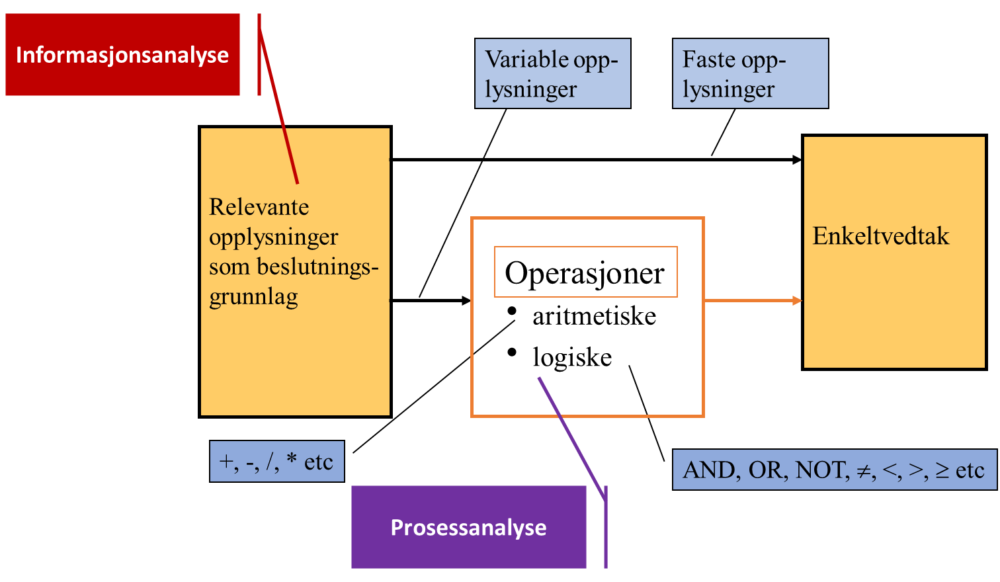 Informasjonsanalyse
Variable opp-
lysninger
Faste opp-
lysninger
Relevante
opplysninger
som beslutnings-
grunnlag
Enkeltvedtak
Operasjoner
• aritmetiske
• logiske
+, -, /, * etc
AND, OR, NOT, ≠, <, >, ≥ etc
Prosessanalyse